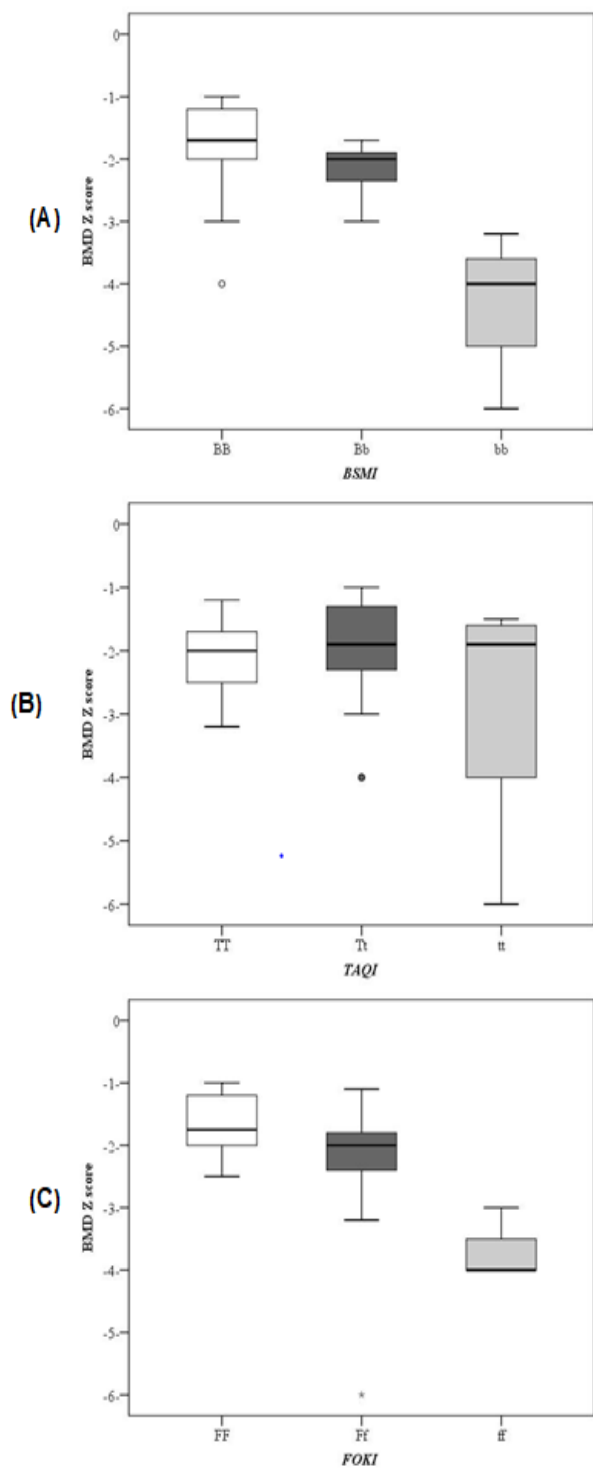 (A)
BMD Z score
0
-1-
-2-
-3-
-4-
-5-
-6-
BB Bb bb
BSMI
(B)
BMD Z score
0
-1-
-2-
-3-
-4-
-5-
-6-
TT Tt tt
TAQI
(C)
BMD Z score
0
-1-
-2-
-3-
-4-
-5-
-6-
FF Ff ff
FOKI